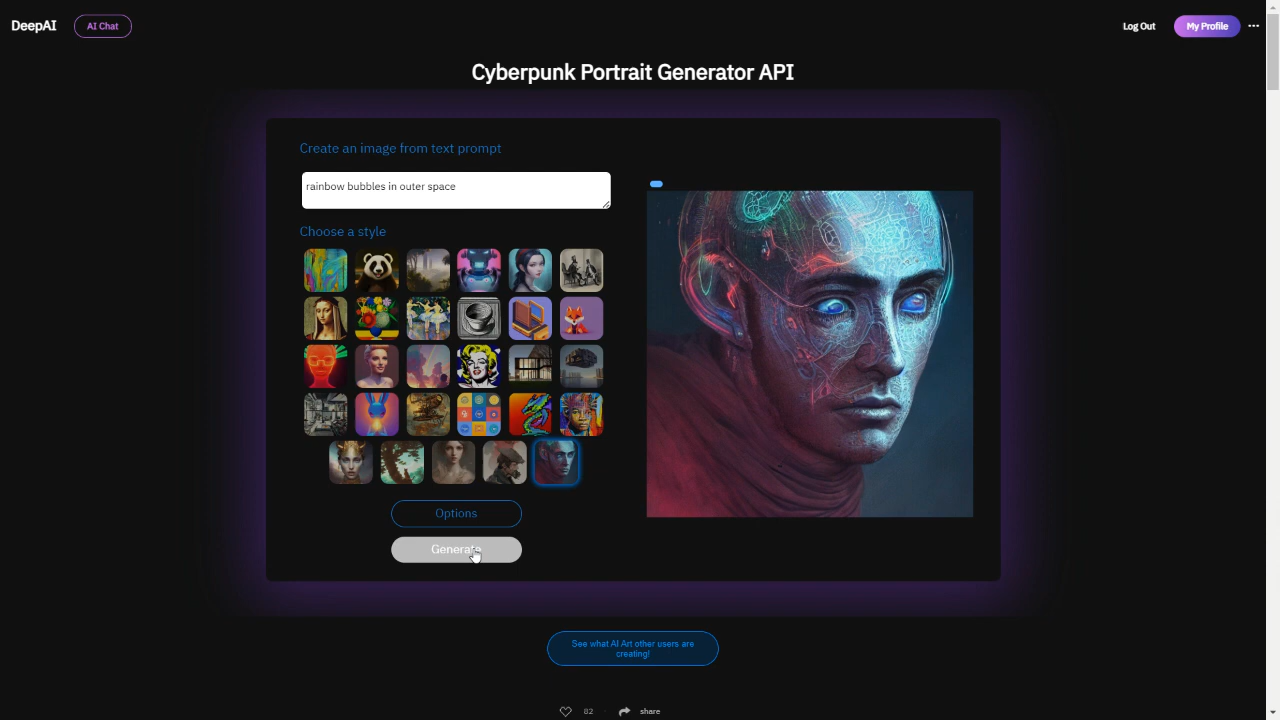 DeepAI
AI Chat
Log Out
My Profile
Cyberpunk Portrait Generator API
Create an image from text prompt
rainbow bubbles in outer space
Choose a style
Options
Generate
See what AI Art other users are
creating!
82
share